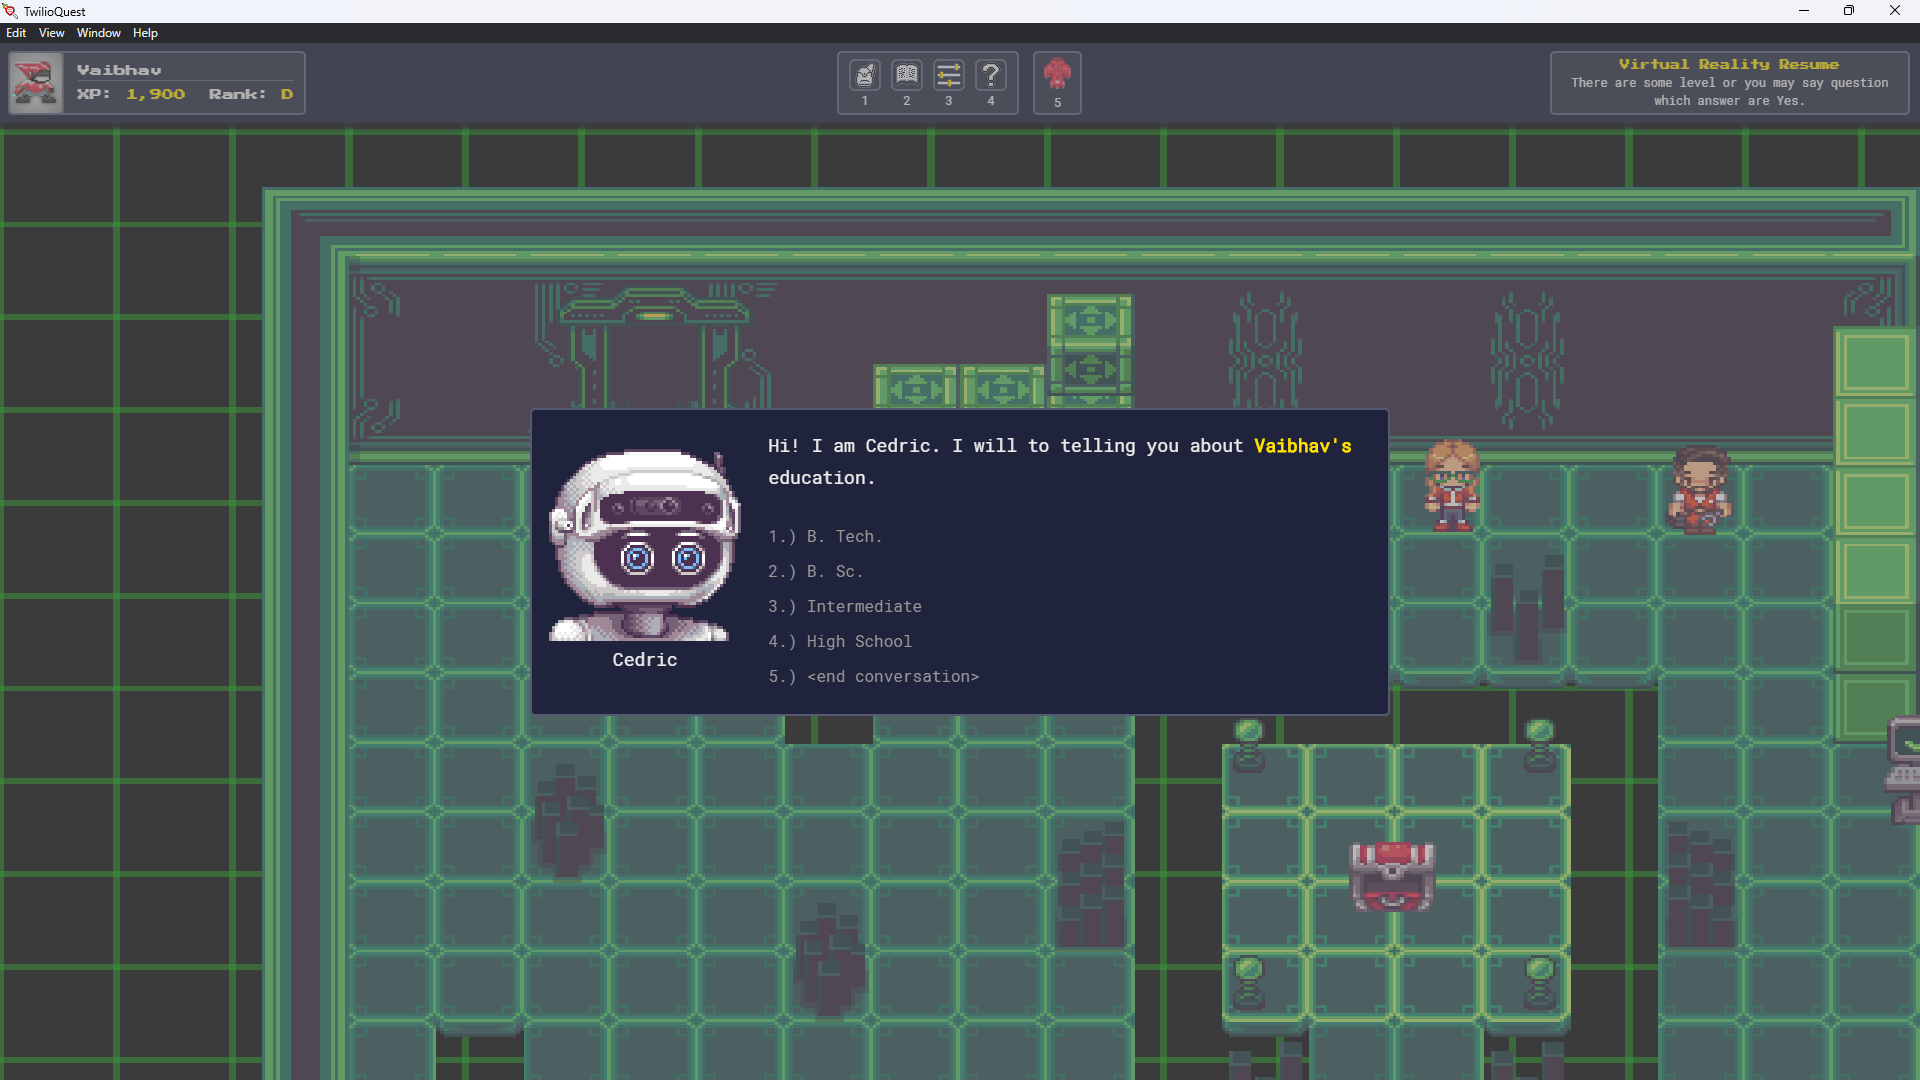 TwilioQuest
Edit View Window Help
Vaibhav
XP: 1,900 Rank: D
1 2 3 4 5
?
Virtual Reality Resume
There are some level or you may say question
which answer are Yes.
Hi! I am Cedric. I will to telling you about Vaibhav's
education.
1.) B. Tech.
2.) B. Sc.
3.) Intermediate
4.) High School
5.) <end conversation>
Cedric